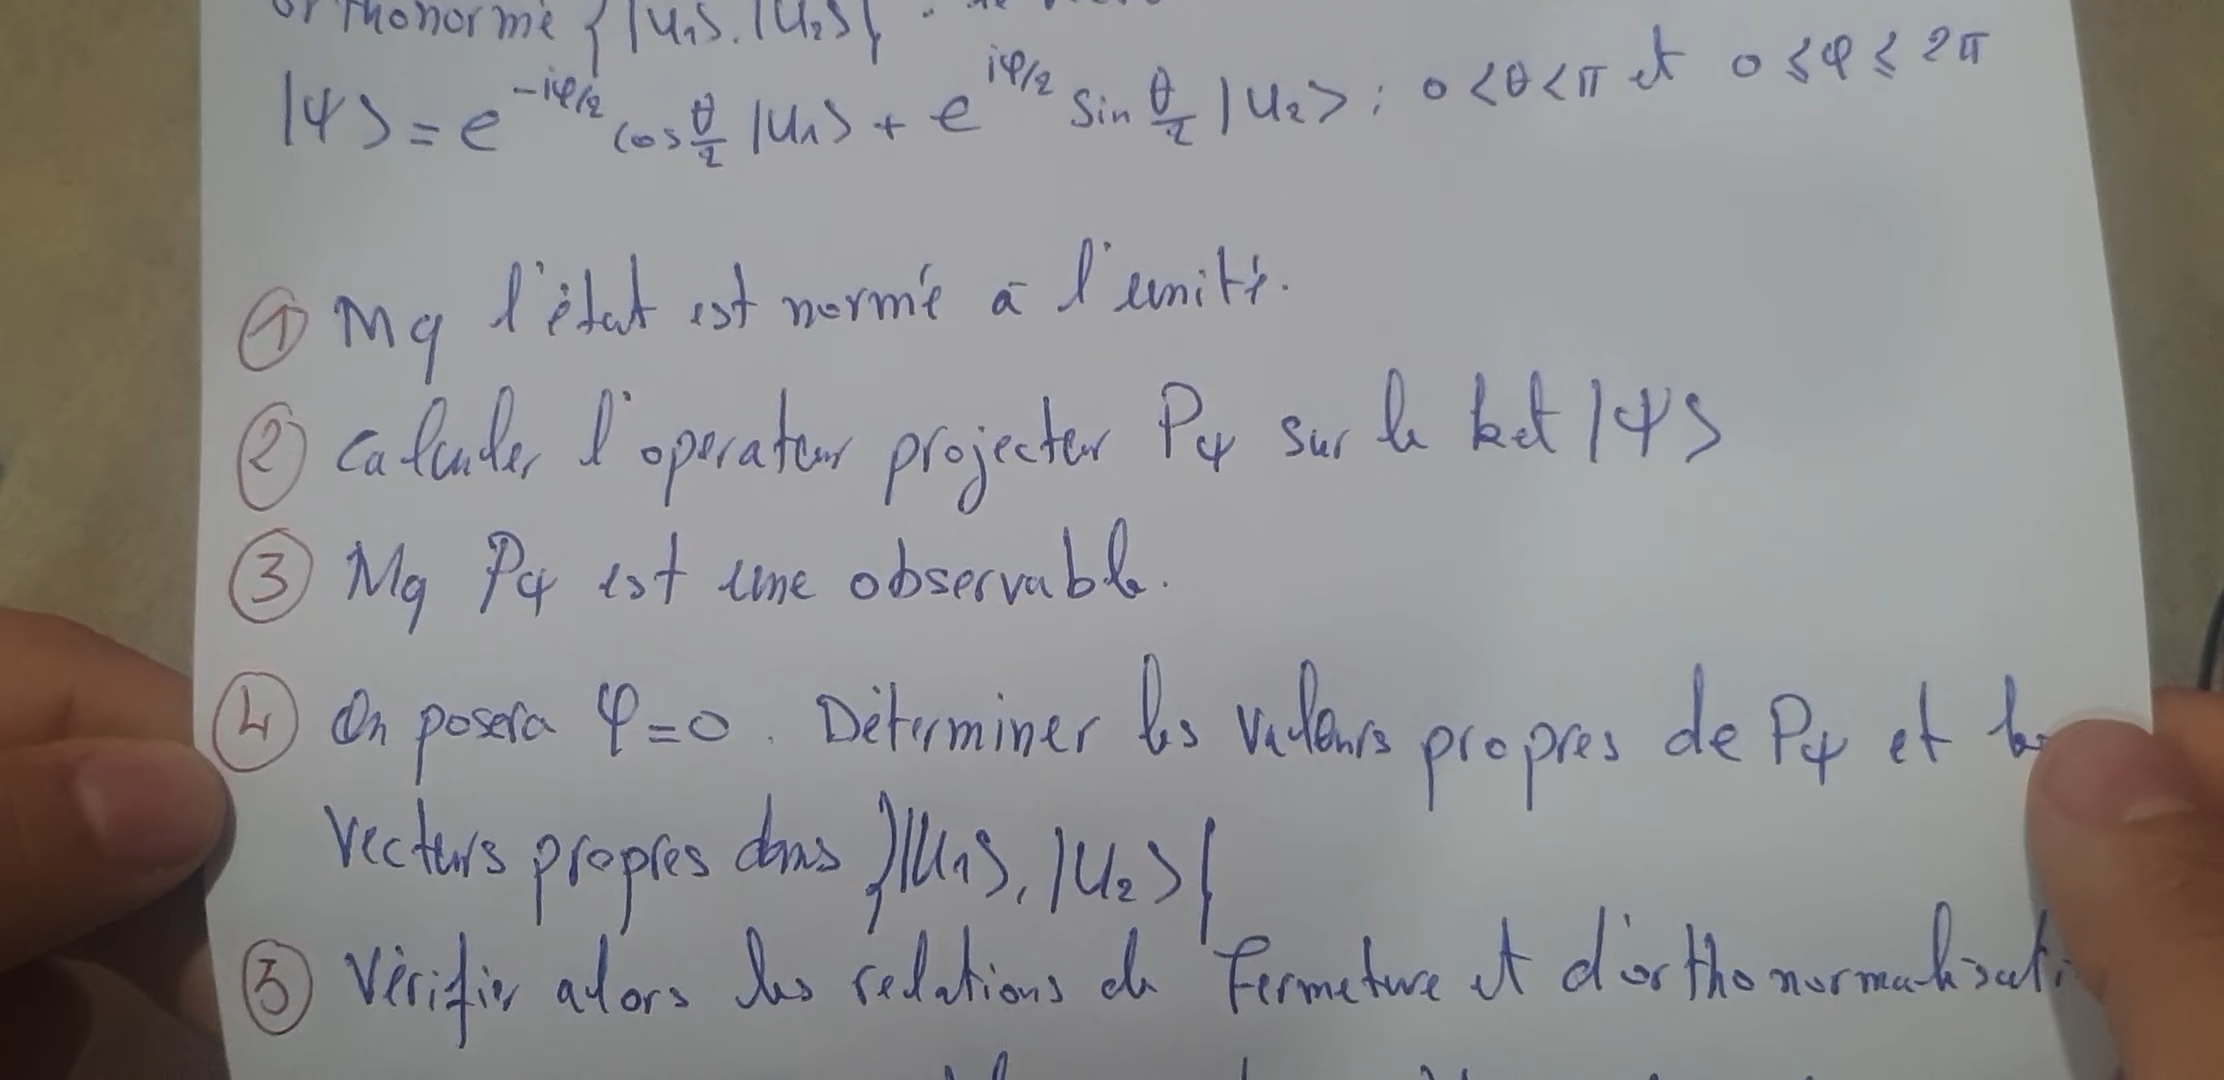 orthonormé {|u₁>, |u₂>}
|ψ> = e^{-iφ/2} cos θ/2 |u₁> + e^{iφ/2} sin θ/2 |u₂> ; 0 < θ < π et 0 ≤ φ ≤ 2π
① Mq l'état est normé à l'unité.
② Calculer l'operateur projecteur Pψ sur le ket |ψ>
③ Mq Pψ est une observable.
④ On posera φ = 0. Déterminer les valeurs propres de Pψ et
vecteurs propres dans {|u₁>, |u₂>}
⑤ Vérifier alors les relations de fermeture et d'orthonormalisati